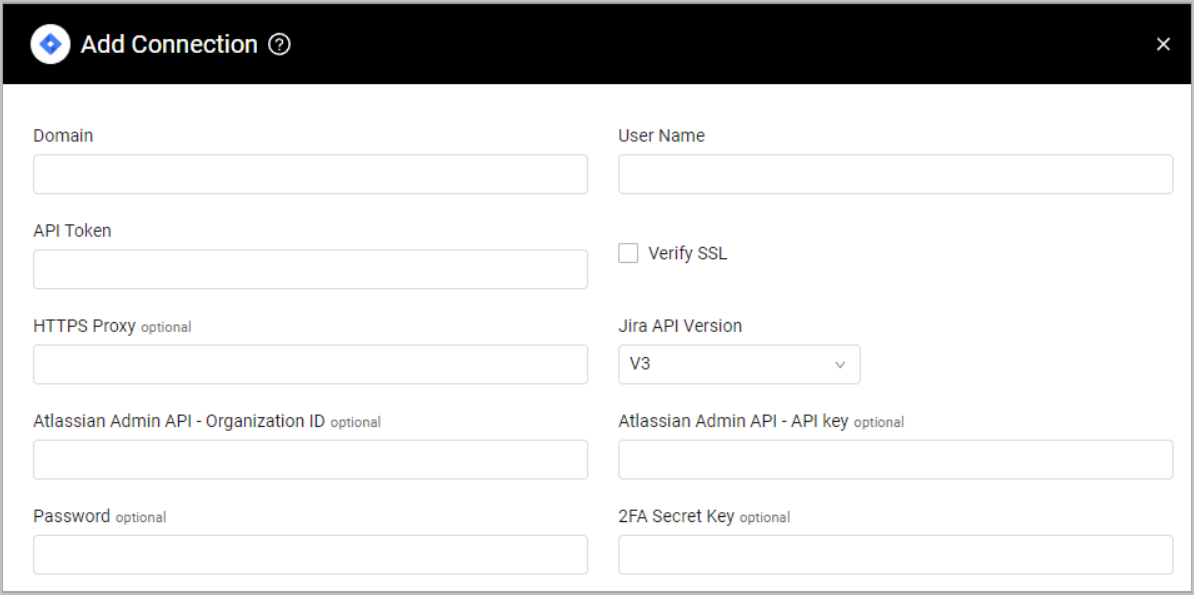 Add Connection ?
Domain
User Name
API Token
Verify SSL
HTTPS Proxy optional
Jira API Version
V3
Atlassian Admin API - Organization ID optional
Atlassian Admin API - API key optional
Password optional
2FA Secret Key optional